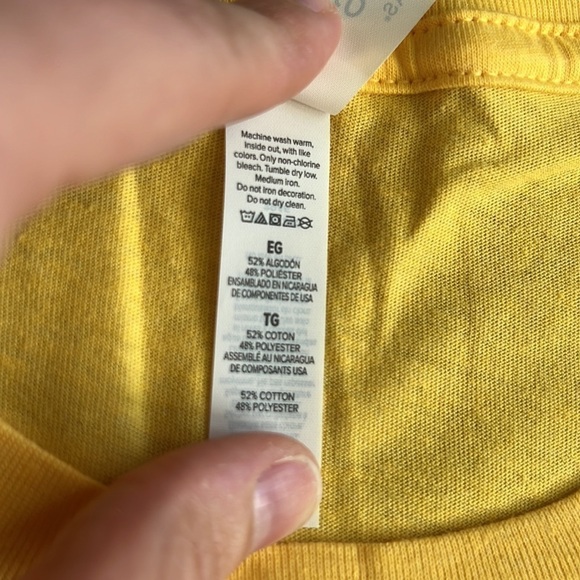 Machine wash warm,
Inside out, with like
colors. Only non-chlorine
bleach. Tumble dry low.
Medium iron.
Do not iron decoration.
Do not dry clean.
EG
52% ALGODÓN
48% POLIÉSTER
ENSAMBLADO EN NICARAGUA
DE COMPONENTES DE USA
TG
52% COTON
48% POLYESTER
ASSEMBLÉ AU NICARAGUA
DE COMPOSANTS USA
52% COTTON
48% POLYESTER